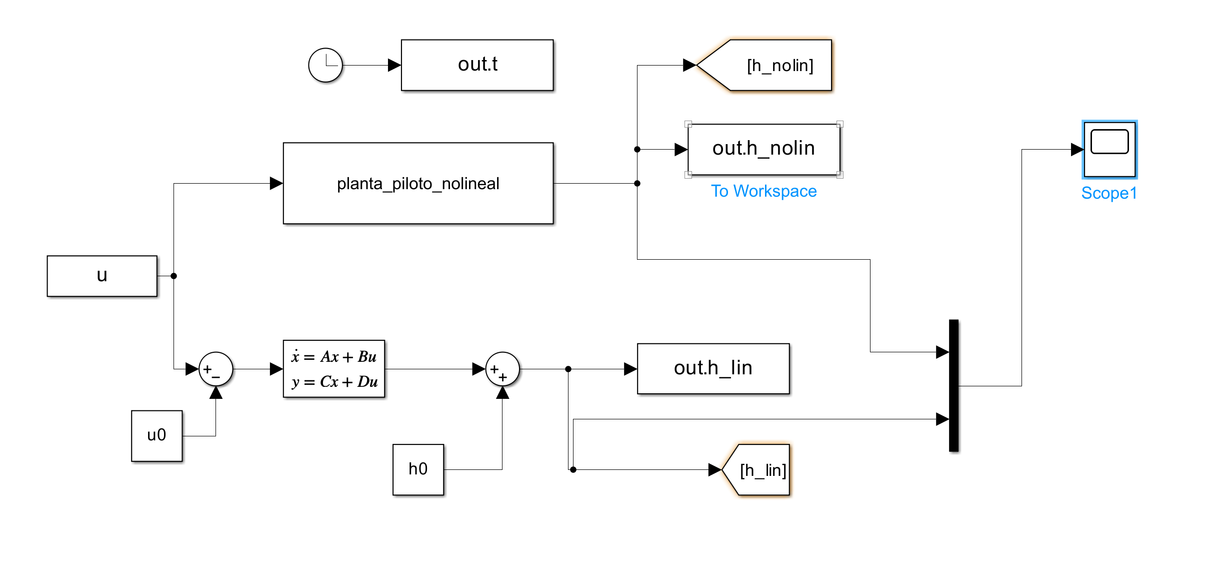 out.t
[h_nolin]
out.h_nolin
To Workspace
Scope1
planta_piloto_nolineal
u
+
−
ẋ = Ax + Bu
y = Cx + Du
+
+
out.h_lin
u0
h0
[h_lin]